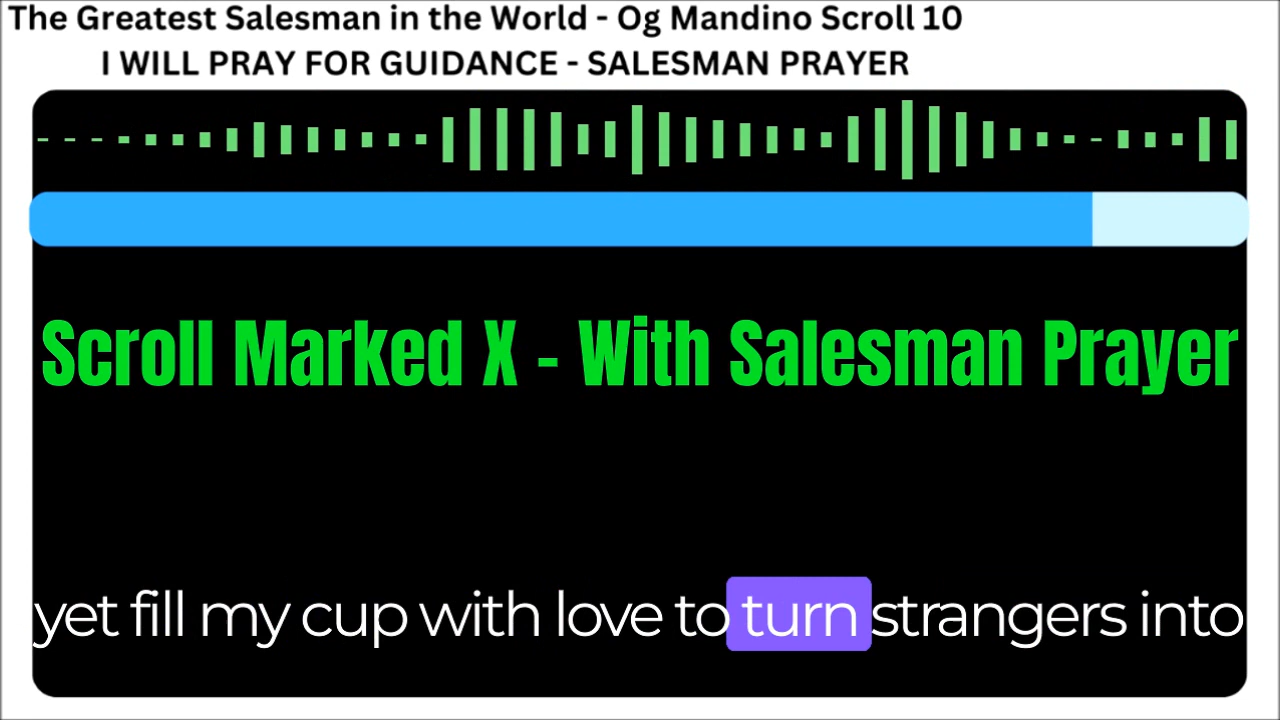 The Greatest Salesman in the World - Og Mandino Scroll 10
I WILL PRAY FOR GUIDANCE - SALESMAN PRAYER
Scroll Marked X - With Salesman Prayer
yet fill my cup with love to turn strangers into